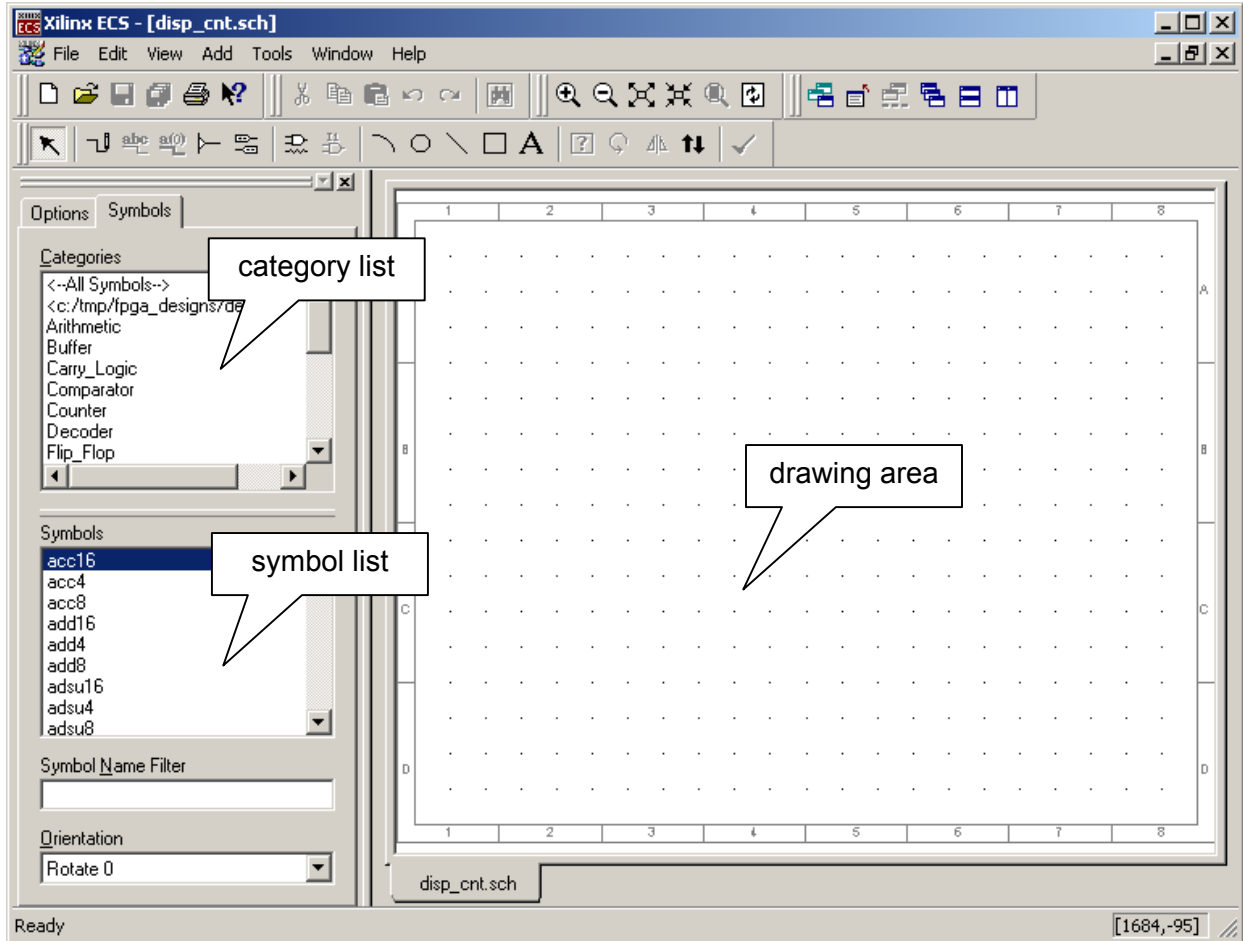 Xilinx ECS - [disp_cnt.sch]
File Edit View Add Tools Window Help
Options Symbols
Categories
<--All Symbols-->
<c:/tmp/fpga_designs/de
Arithmetic
Buffer
Carry_Logic
Comparator
Counter
Decoder
Flip_Flop
category list
Symbols
acc16
acc4
acc8
add16
add4
add8
adsu16
adsu4
adsu8
symbol list
Symbol Name Filter
Orientation
Rotate 0
1 2 3 4 5 6 7 8
A
B B
drawing area
C C
D D
1 2 3 4 5 6 7 8
disp_cnt.sch
Ready [1684,-95]